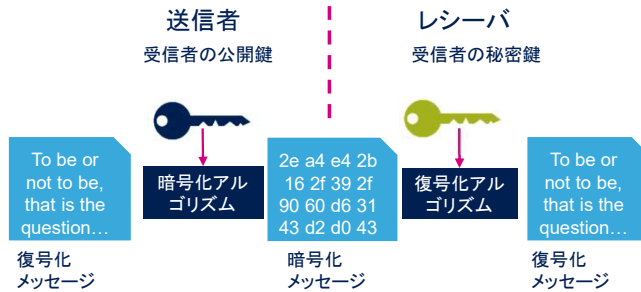 送信者
受信者の公開鍵
レシーバ
受信者の秘密鍵
To be or
not to be,
that is the
question…
復号化
メッセージ
暗号化アル
ゴリズム
2e a4 e4 2b
16 2f 39 2f
90 60 d6 31
43 d2 d0 43
暗号化
メッセージ
復号化アル
ゴリズム
To be or
not to be,
that is the
question…
復号化
メッセージ